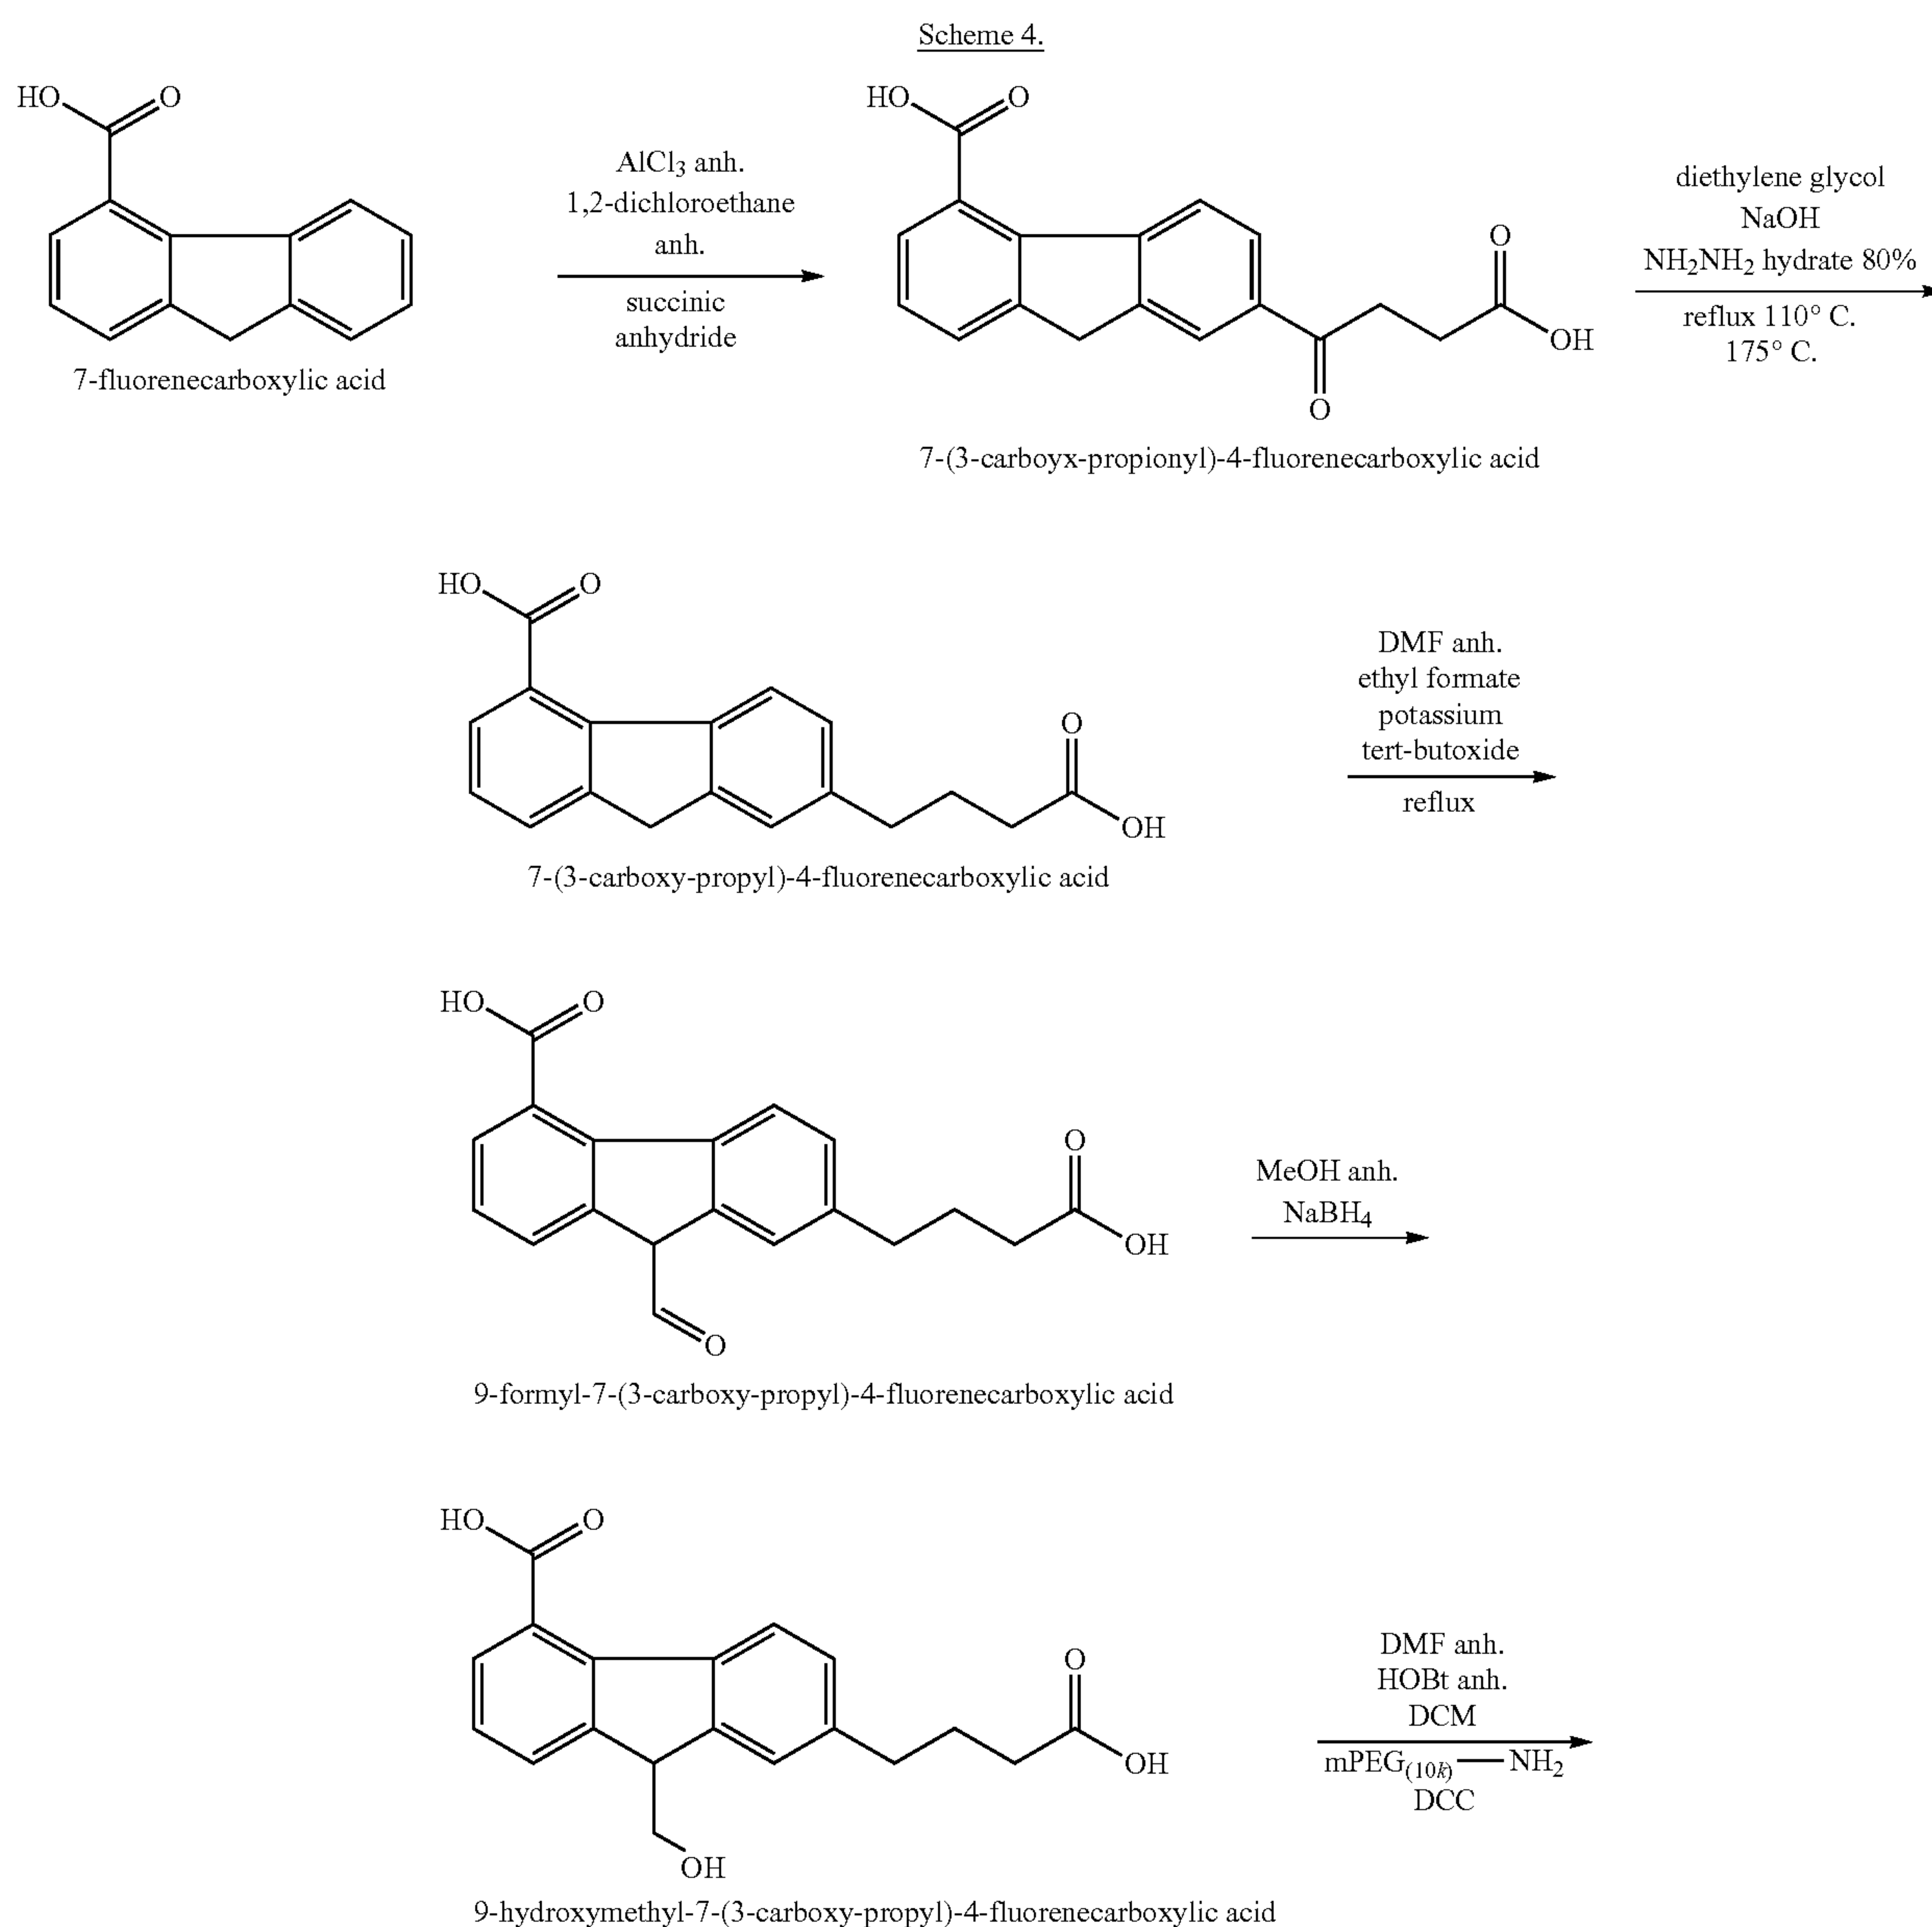 Scheme 4.
HO O
AlCl3 anh.
1,2-dichloroethane
anh.
succinic
anhydride
7-fluorenecarboxylic acid
HO O
O
OH
O
7-(3-carboyx-propionyl)-4-fluorenecarboxylic acid
diethylene glycol
NaOH
NH2NH2 hydrate 80%
reflux 110° C.
175° C.
HO O
O
OH
7-(3-carboxy-propyl)-4-fluorenecarboxylic acid
DMF anh.
ethyl formate
potassium
tert-butoxide
reflux
HO O
O
OH
O
9-formyl-7-(3-carboxy-propyl)-4-fluorenecarboxylic acid
MeOH anh.
NaBH4
HO O
O
OH
OH
9-hydroxymethyl-7-(3-carboxy-propyl)-4-fluorenecarboxylic acid
DMF anh.
HOBt anh.
DCM
mPEG(10k)—NH2
DCC